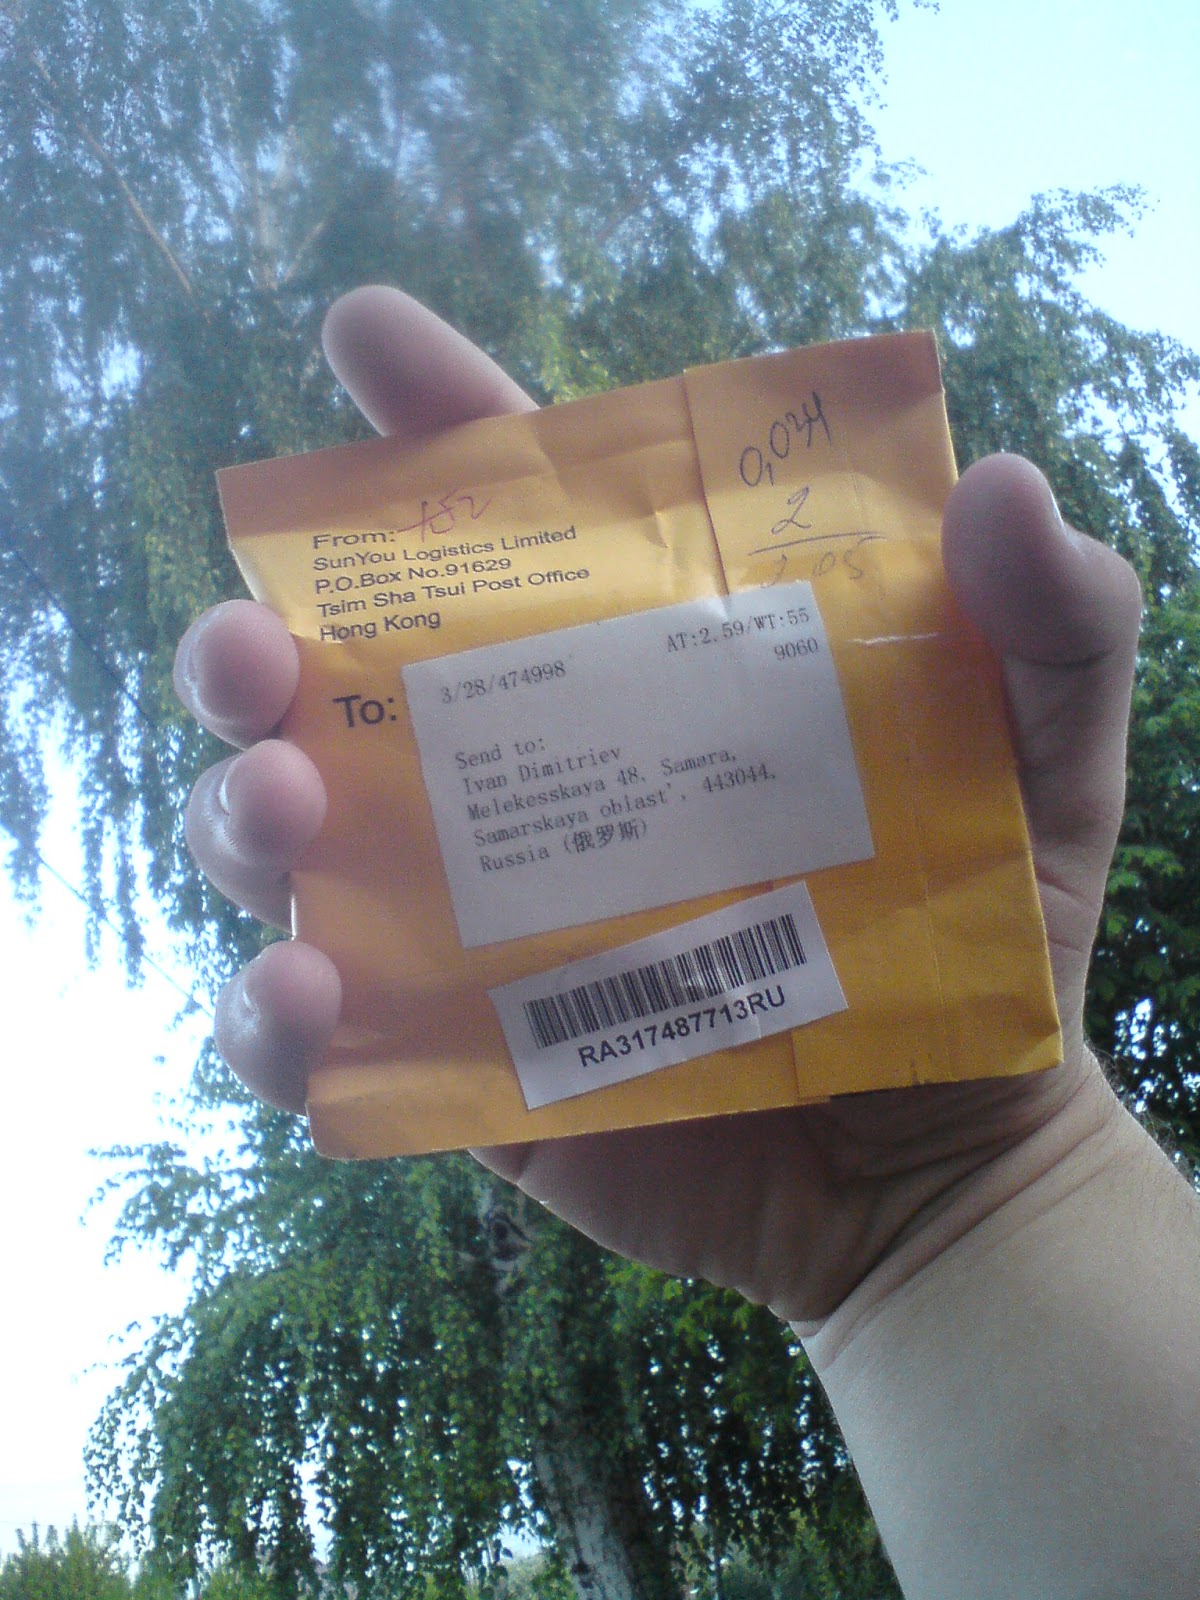 0,034
2
From: 152
SunYou Logistics Limited
P.O.Box No.91629
Tsim Sha Tsui Post Office
Hong Kong
To:
3/28/474998
AT:2.59/WT:55
9060
Send to:
Ivan Dimitriev
Melekesskaya 48, Samara,
Samarskaya oblast', 443044,
Russia (俄罗斯)
RA317487713RU